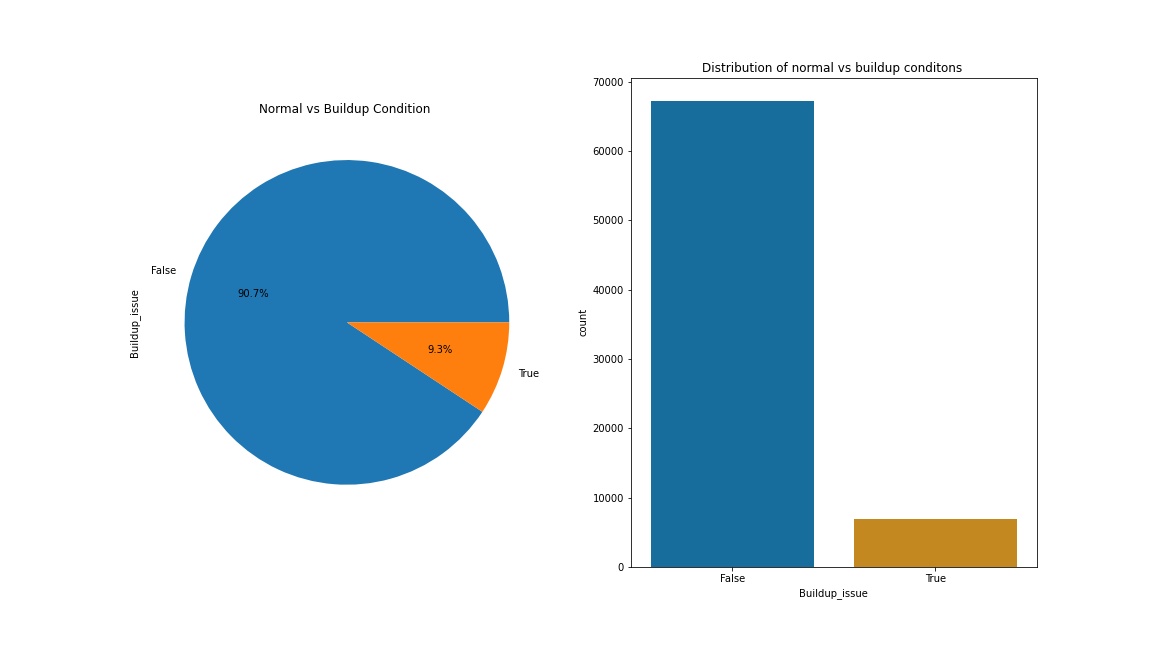 Normal vs Buildup Condition
Buildup_issue
False
90.7%
9.3%
True
Distribution of normal vs buildup conditons
count
70000
60000
50000
40000
30000
20000
10000
0
False
True
Buildup_issue